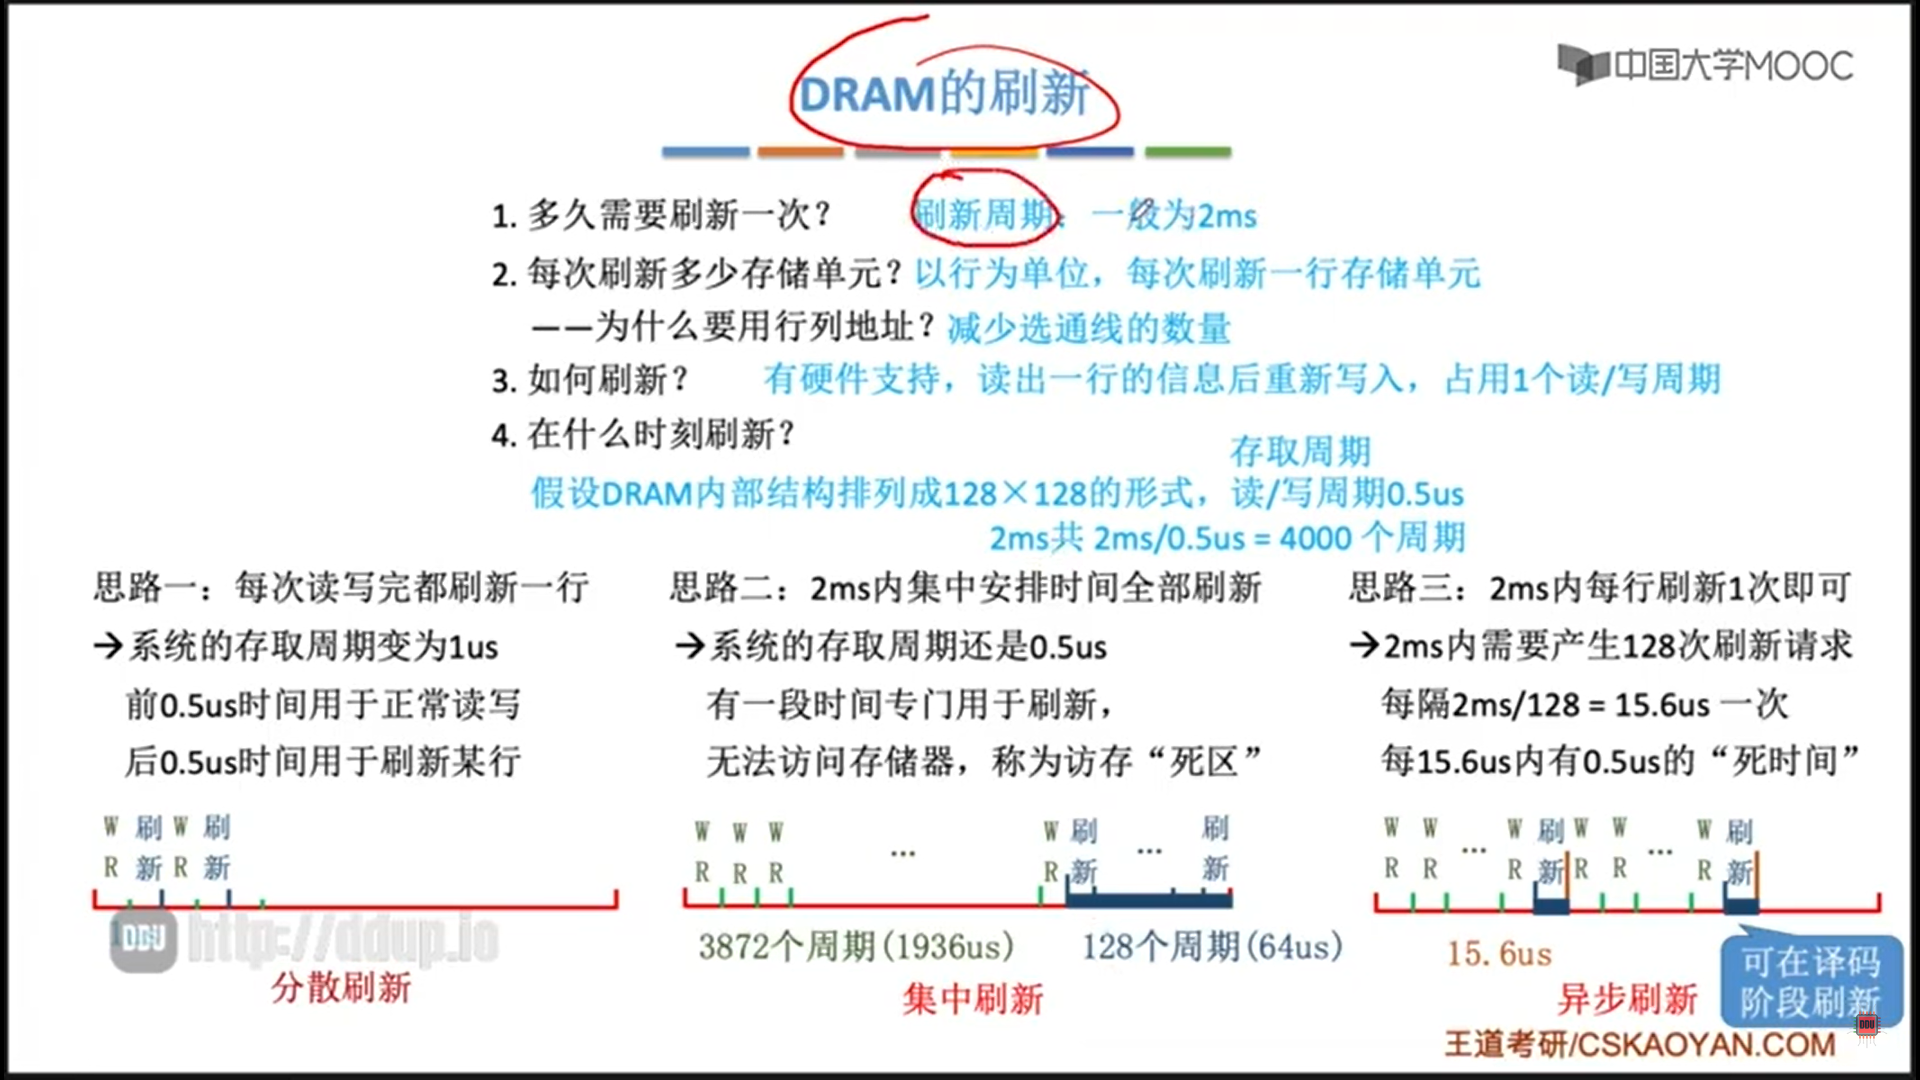 中国大学MOOC
DRAM的刷新
1. 多久需要刷新一次? 刷新周期：一般为2ms
2. 每次刷新多少存储单元? 以行为单位，每次刷新一行存储单元
——为什么要用行列地址? 减少选通线的数量
3. 如何刷新? 有硬件支持，读出一行的信息后重新写入，占用1个读/写周期
4. 在什么时刻刷新?
存取周期
假设DRAM内部结构排列成128×128的形式，读/写周期0.5us
2ms共 2ms/0.5us = 4000 个周期
思路一：每次读写完都刷新一行
→系统的存取周期变为1us
前0.5us时间用于正常读写
后0.5us时间用于刷新某行
W 刷 W 刷
R 新 R 新
分散刷新
思路二：2ms内集中安排时间全部刷新
→系统的存取周期还是0.5us
有一段时间专门用于刷新，
无法访问存储器，称为访存“死区”
W W W W 刷 刷
R R R ... R 新 ... 新
3872个周期(1936us) 128个周期(64us)
集中刷新
思路三：2ms内每行刷新1次即可
→2ms内需要产生128次刷新请求
每隔2ms/128 = 15.6us 一次
每15.6us内有0.5us的“死时间”
W W W 刷 W W W 刷
R R ... R 新 R R ... R 新
15.6us
异步刷新
可在译码
阶段刷新
DDU http://ddup.io
DDU
王道考研/CSKAOYAN.COM